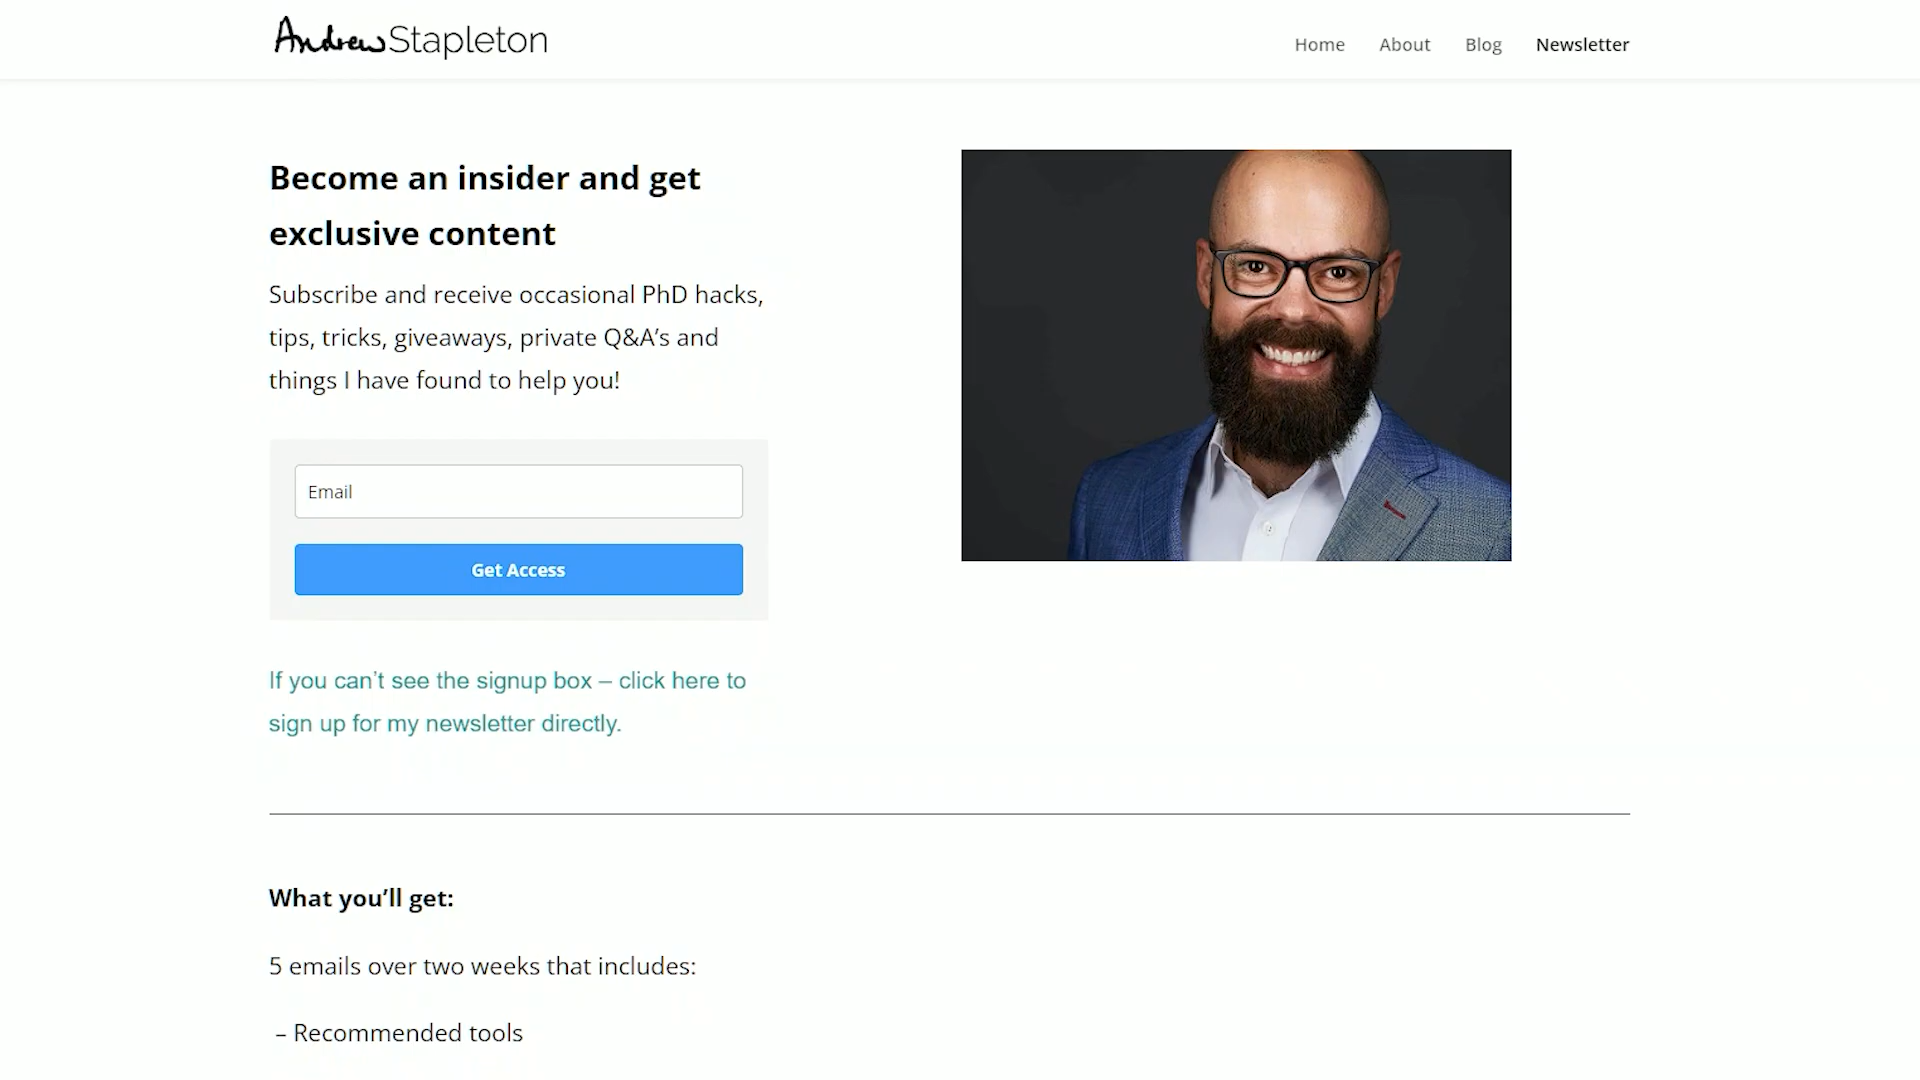 Andrew Stapleton
Home About Blog Newsletter
Become an insider and get
exclusive content
Subscribe and receive occasional PhD hacks,
tips, tricks, giveaways, private Q&A’s and
things I have found to help you!
Email
Get Access
If you can’t see the signup box – click here to
sign up for my newsletter directly.
What you’ll get:
5 emails over two weeks that includes:
– Recommended tools